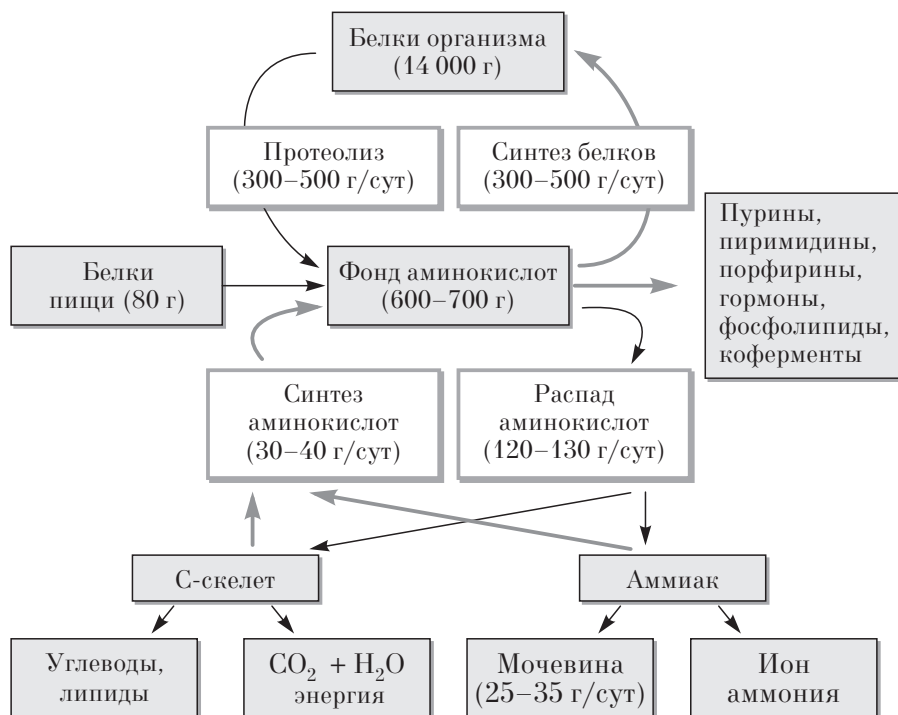 Белки организма
(14 000 г)
Протеолиз
(300–500 г/сут)
Синтез белков
(300–500 г/сут)
Пурины,
пиримидины,
порфирины,
гормоны,
фосфолипиды,
коферменты
Белки
пищи (80 г)
Фонд аминокислот
(600–700 г)
Синтез
аминокислот
(30–40 г/сут)
Распад
аминокислот
(120–130 г/сут)
С-скелет
Аммиак
Углеводы,
липиды
CO₂ + H₂O
энергия
Мочевина
(25–35 г/сут)
Ион
аммония